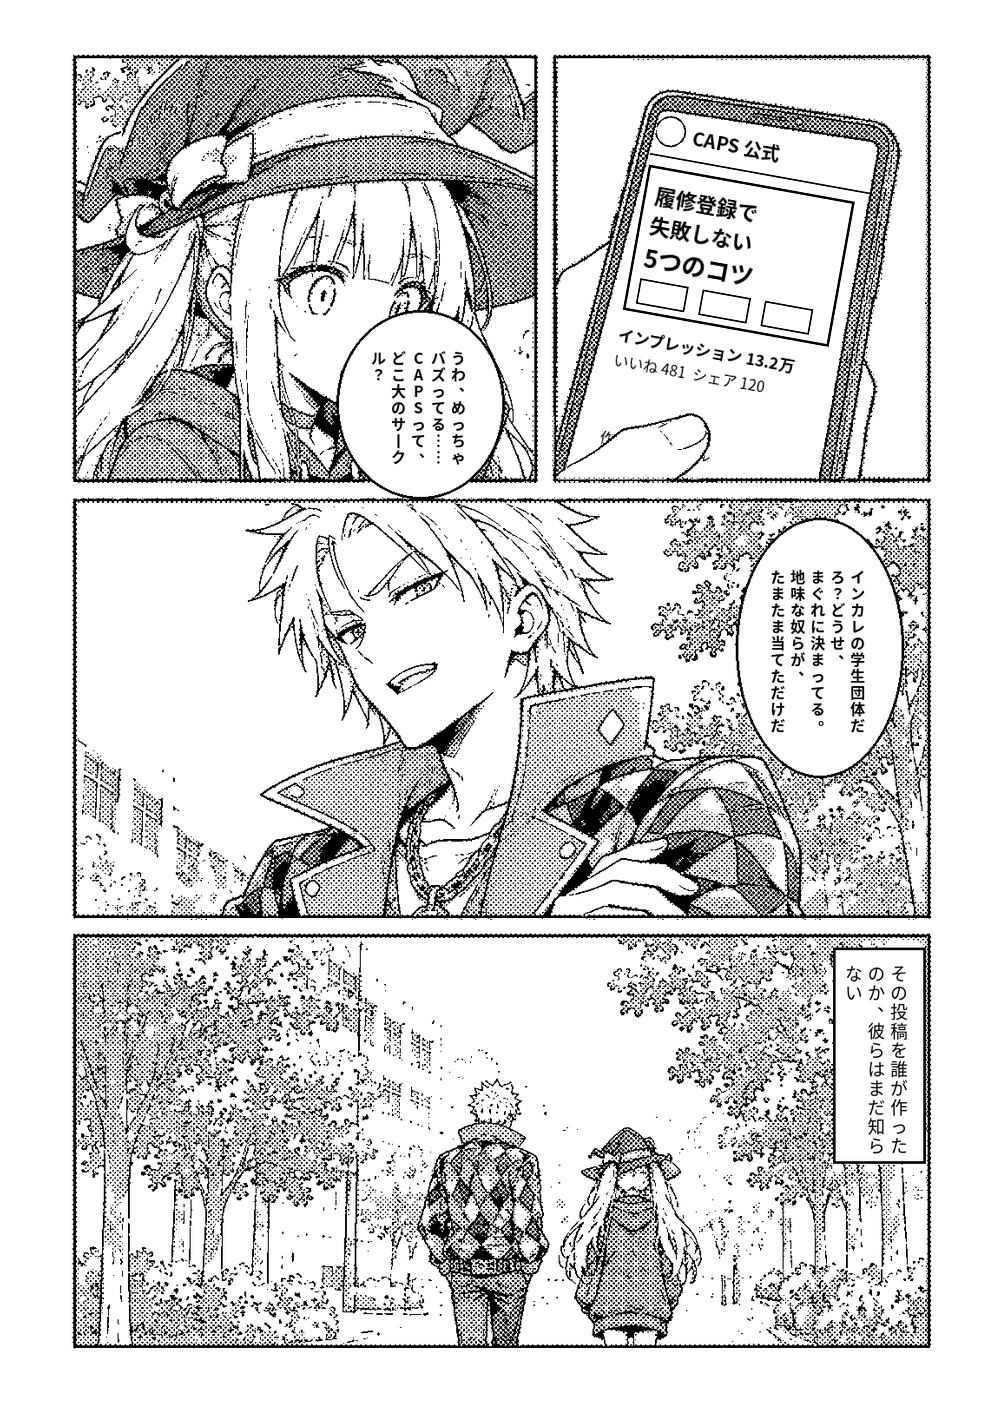 CAPS 公式
履修登録で
失敗しない
5つのコツ
インプレッション 13.2万
いいね 481 シェア 120
うわ、めっちゃ
バズってる……
CAPSって、
どこ大のサーク
ル?
インカレの学生団体だ
ろ?どうせ、
まぐれに決まってる。
地味な奴らが、
たまたま当てただけだ
その投稿を誰が作った
のか、彼らはまだ知ら
ない